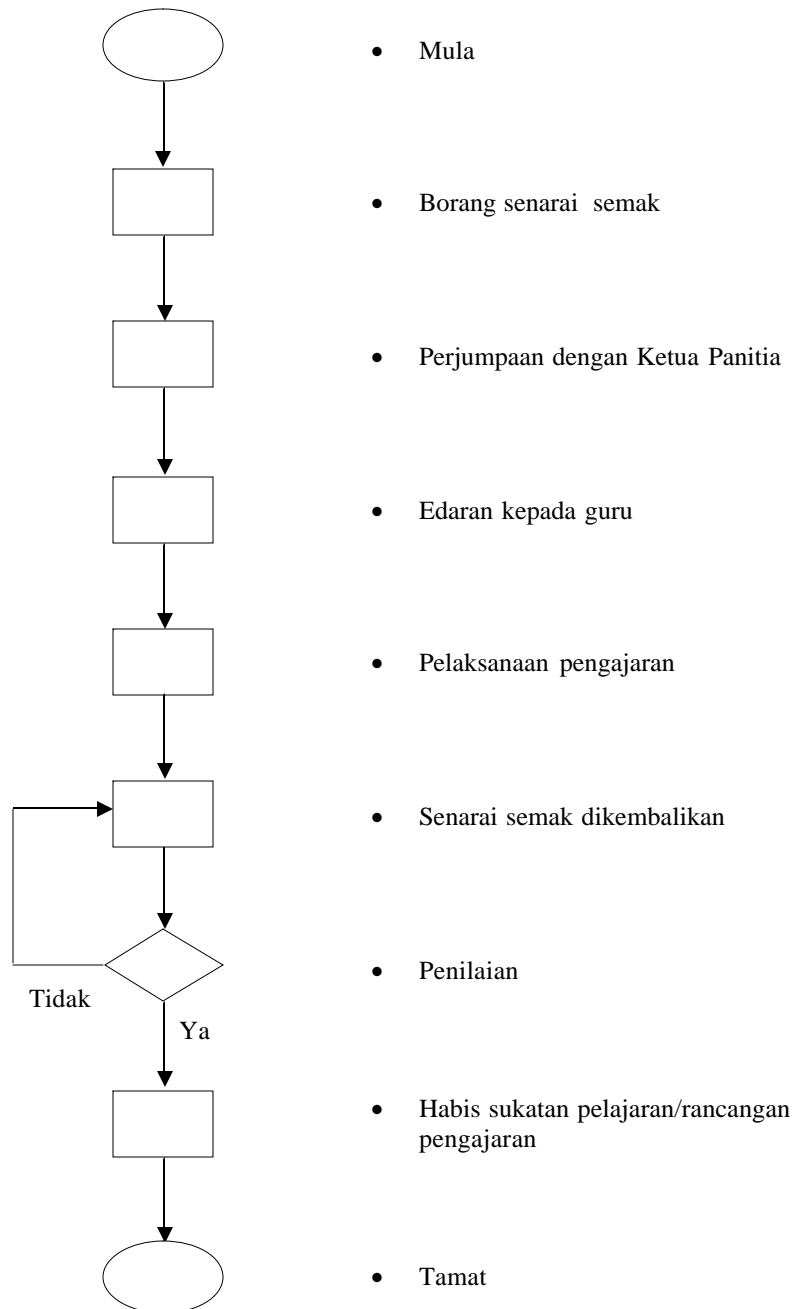 • Mula
• Borang senarai semak
• Perjumpaan dengan Ketua Panitia
• Edaran kepada guru
• Pelaksanaan pengajaran
• Senarai semak dikembalikan
• Penilaian
Tidak
Ya
• Habis sukatan pelajaran/rancangan
pengajaran
• Tamat